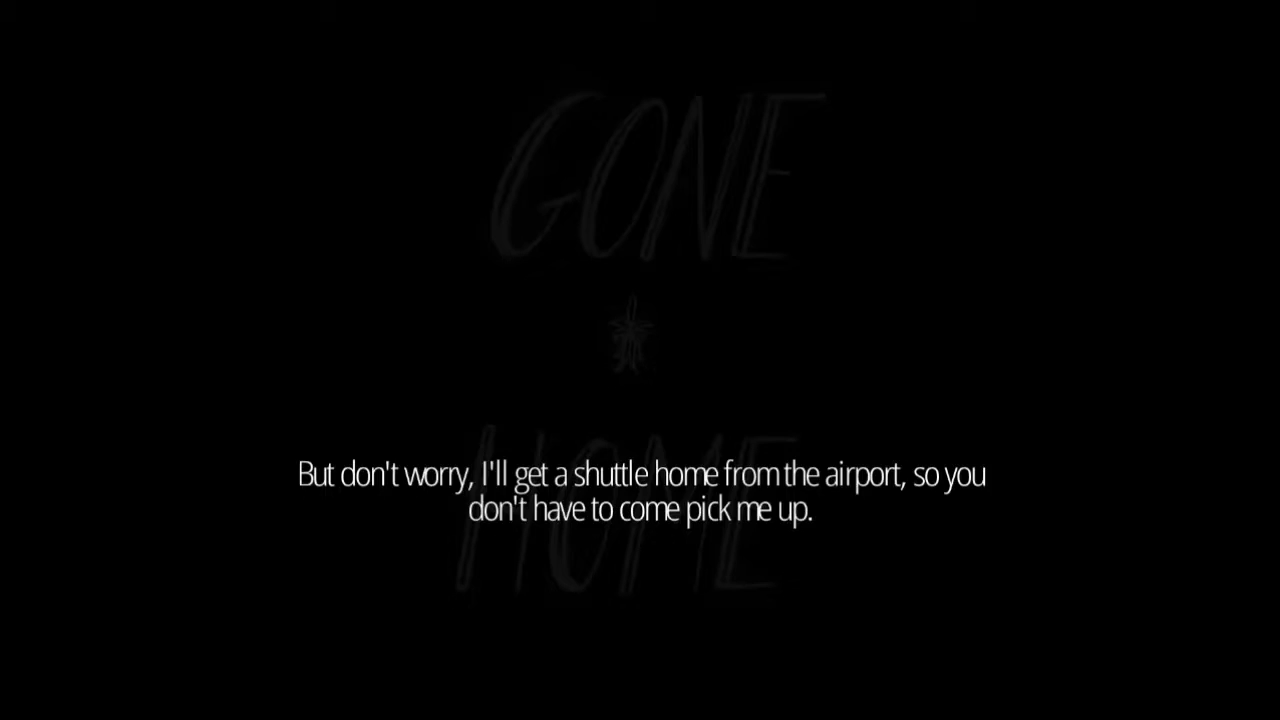 GONE
HOME
But don't worry, I'll get a shuttle home from the airport, so you
don't have to come pick me up.